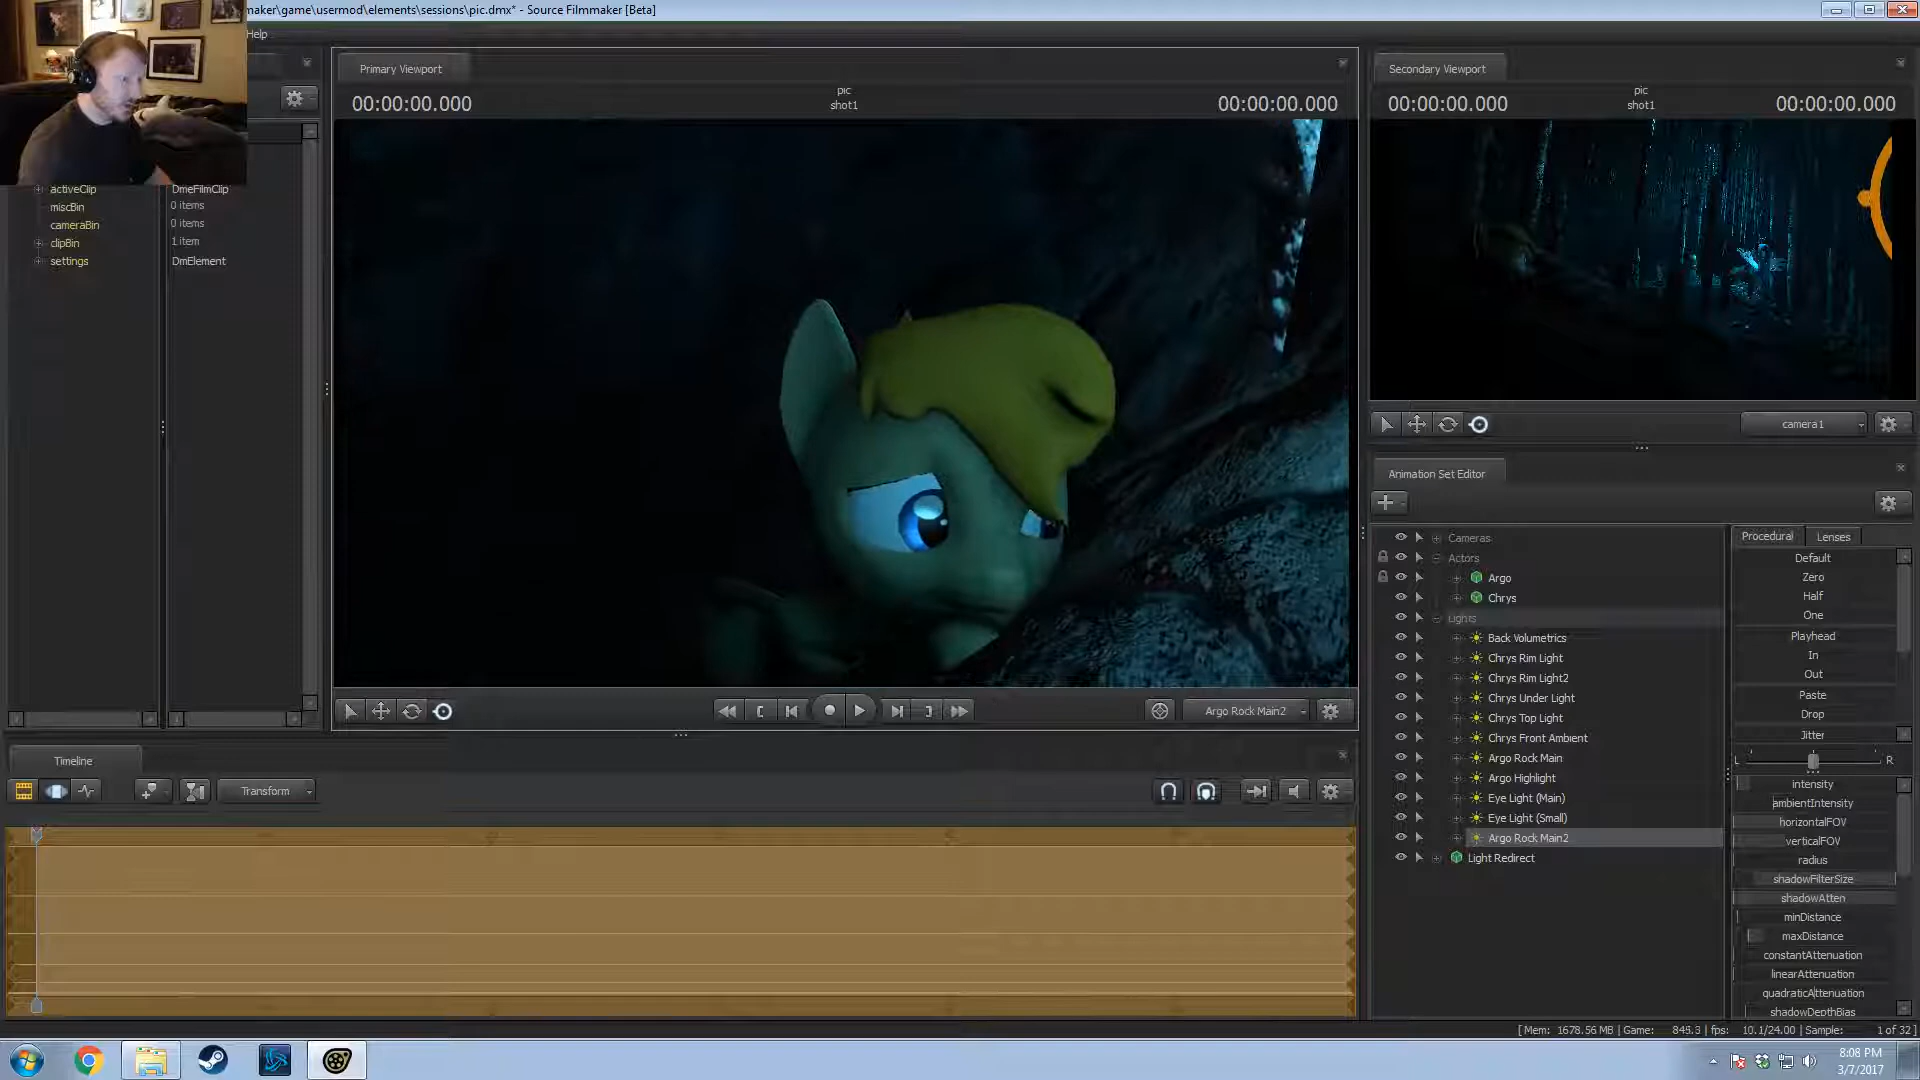 maker\game\usermod\elements\sessions\pic.dmx* - Source Filmmaker [Beta]
Help
activeClip DmeFilmClip
miscBin 0 items
cameraBin 0 items
clipBin 1 item
settings DmElement
Primary Viewport
00:00:00.000 pic 00:00:00.000
shot1
Argo Rock Main2
Secondary Viewport
00:00:00.000 pic 00:00:00.000
shot1
camera1
Animation Set Editor
Cameras
Actors
Argo
Chrys
Lights
Back Volumetrics
Chrys Rim Light
Chrys Rim Light2
Chrys Under Light
Chrys Top Light
Chrys Front Ambient
Argo Rock Main
Argo Highlight
Eye Light (Main)
Eye Light (Small)
Argo Rock Main2
Light Redirect
Procedural Lenses
Default
Zero
Half
One
Playhead
In
Out
Paste
Drop
Jitter
L R
intensity
ambientIntensity
horizontalFOV
verticalFOV
radius
shadowFilterSize
shadowAtten
minDistance
maxDistance
constantAttenuation
linearAttenuation
quadraticAttenuation
shadowDepthBias
Timeline
Transform
[ Mem: 1678.56 MB | Game: 845.3 | fps: 10.1/24.00 | Sample: 1 of 32 ]
8:08 PM
3/7/2017